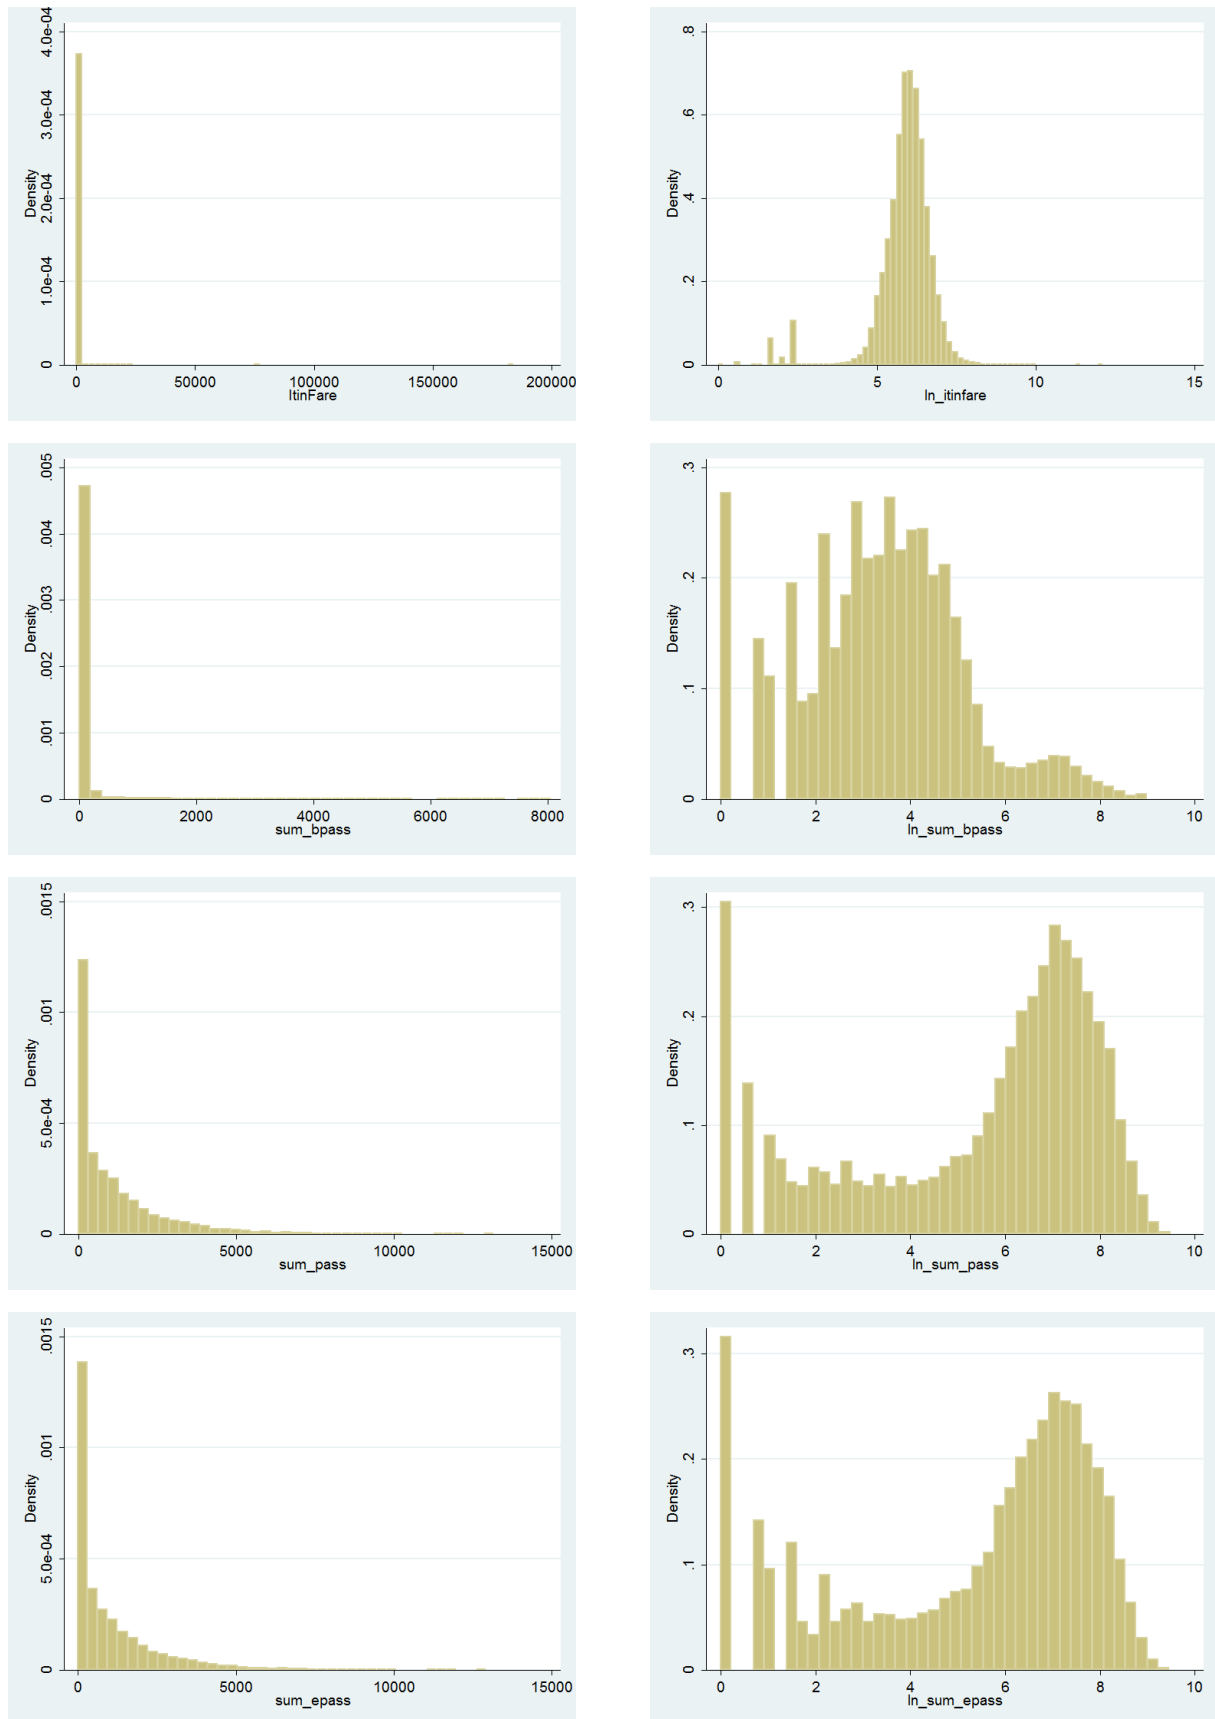 Density
4.0e-04
3.0e-04
2.0e-04
1.0e-04
0
0 50000 100000 150000 200000
ItinFare
Density
.8
.6
.4
.2
0
0 5 10 15
ln_itinfare
Density
.005
.004
.003
.002
.001
0
0 2000 4000 6000 8000
sum_bpass
Density
.3
.2
.1
0
0 2 4 6 8 10
ln_sum_bpass
Density
.0015
.001
5.0e-04
0
0 5000 10000 15000
sum_pass
Density
.3
.2
.1
0
0 2 4 6 8 10
ln_sum_pass
Density
.0015
.001
5.0e-04
0
0 5000 10000 15000
sum_epass
Density
.3
.2
.1
0
0 2 4 6 8 10
ln_sum_epass